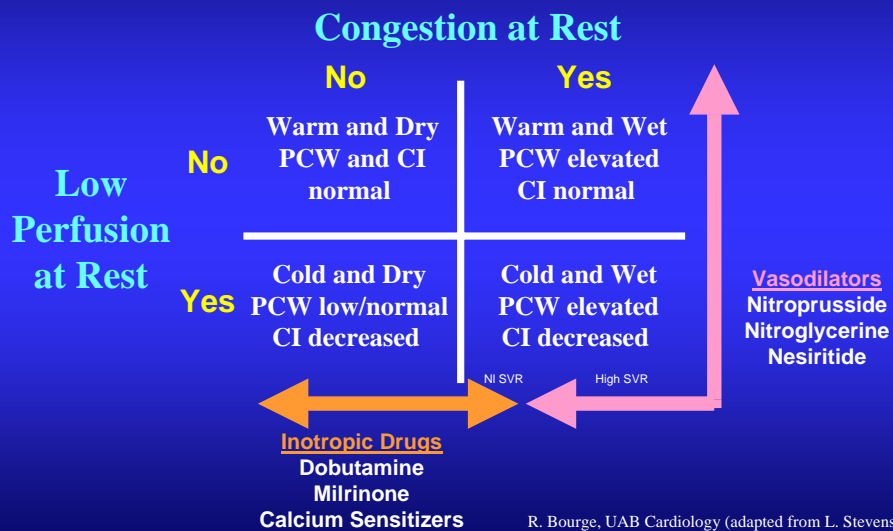 Congestion at Rest
No
Yes
Low
Perfusion
at Rest
No
Warm and Dry
PCW and CI
normal
Warm and Wet
PCW elevated
CI normal
Yes
Cold and Dry
PCW low/normal
CI decreased
Cold and Wet
PCW elevated
CI decreased
Vasodilators
Nitroprusside
Nitroglycerine
Nesiritide
Nl SVR
High SVR
Inotropic Drugs
Dobutamine
Milrinone
Calcium Sensitizers
R. Bourge, UAB Cardiology (adapted from L. Stevens